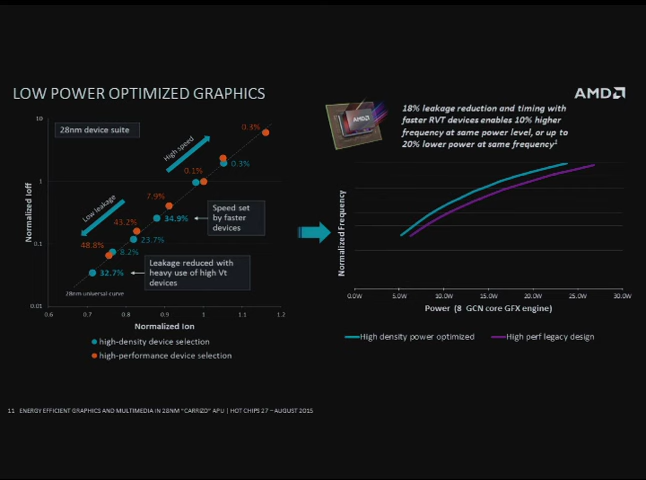 LOW POWER OPTIMIZED GRAPHICS
AMD
10
1
0.1
0.01
Normalized Ioff
28nm device suite
High speed
Low leakage
0.3%
0.3%
0.1%
7.9%
34.9%
43.2%
23.7%
48.8%
8.2%
32.7%
Speed set
by faster
devices
Leakage reduced with
heavy use of high Vt
devices
28nm universal curve
0.6 0.7 0.8 0.9 1 1.1 1.2
Normalized Ion
high-density device selection
high-performance device selection
AMD
18% leakage reduction and timing with
faster RVT devices enables 10% higher
frequency at same power level, or up to
20% lower power at same frequency1
Normalized Frequency
0.0W 5.0W 10.0W 15.0W 20.0W 25.0W 30.0W
Power (8 GCN core GFX engine)
High density power optimized
High perf legacy design
11 ENERGY EFFICIENT GRAPHICS AND MULTIMEDIA IN 28NM "CARRIZO" APU | HOT CHIPS 27 – AUGUST 2015